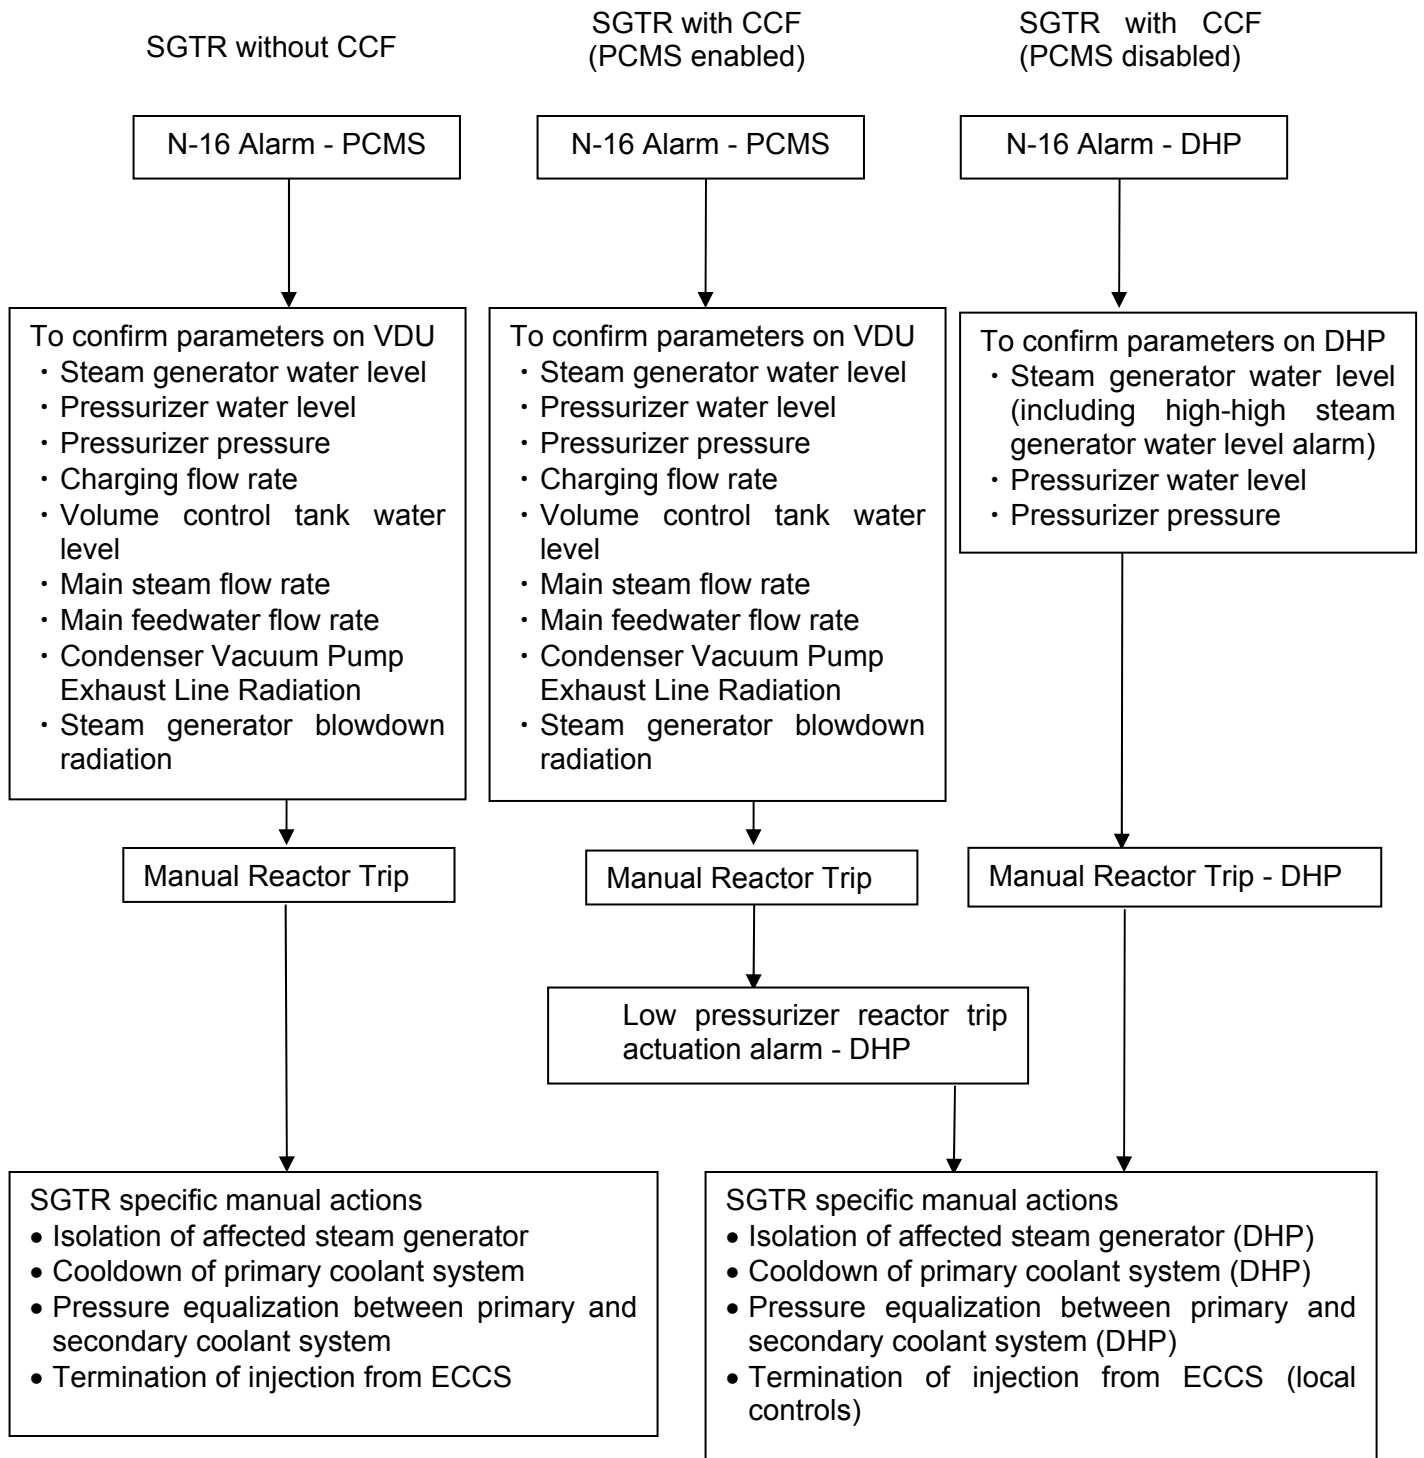 SGTR without CCF
SGTR with CCF
(PCMS enabled)
SGTR with CCF
(PCMS disabled)
N-16 Alarm - PCMS
N-16 Alarm - PCMS
N-16 Alarm - DHP
To confirm parameters on VDU
・Steam generator water level
・Pressurizer water level
・Pressurizer pressure
・Charging flow rate
・Volume control tank water
level
・Main steam flow rate
・Main feedwater flow rate
・Condenser Vacuum Pump
Exhaust Line Radiation
・Steam generator blowdown
radiation
To confirm parameters on VDU
・Steam generator water level
・Pressurizer water level
・Pressurizer pressure
・Charging flow rate
・Volume control tank water
level
・Main steam flow rate
・Main feedwater flow rate
・Condenser Vacuum Pump
Exhaust Line Radiation
・Steam generator blowdown
radiation
To confirm parameters on DHP
・Steam generator water level
(including high-high steam
generator water level alarm)
・Pressurizer water level
・Pressurizer pressure
Manual Reactor Trip
Manual Reactor Trip
Manual Reactor Trip - DHP
Low pressurizer reactor trip
actuation alarm - DHP
SGTR specific manual actions
• Isolation of affected steam generator
• Cooldown of primary coolant system
• Pressure equalization between primary and
secondary coolant system
• Termination of injection from ECCS
SGTR specific manual actions
• Isolation of affected steam generator (DHP)
• Cooldown of primary coolant system (DHP)
• Pressure equalization between primary and
secondary coolant system (DHP)
• Termination of injection from ECCS (local
controls)